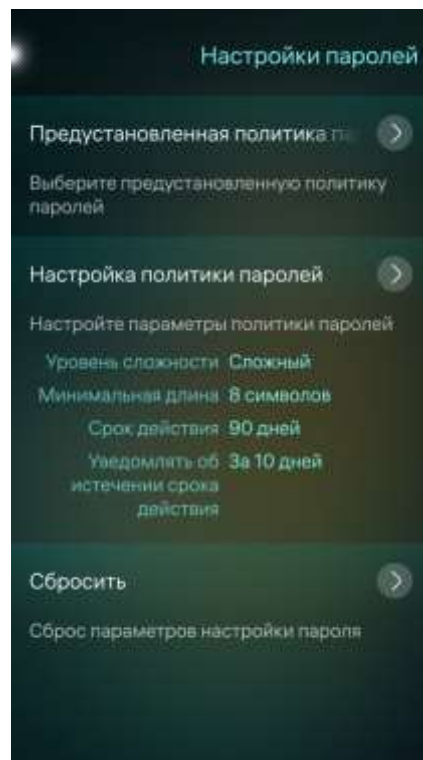 Настройки паролей
Предустановленная политика
Выберите предустановленную политику
паролей
Настройка политики паролей
Настройте параметры политики паролей
Уровень сложности Сложный
Минимальная длина 8 символов
Срок действия 90 дней
Уведомлять об За 10 дней
истечении срока
действия
Сбросить
Сброс параметров настройки пароля